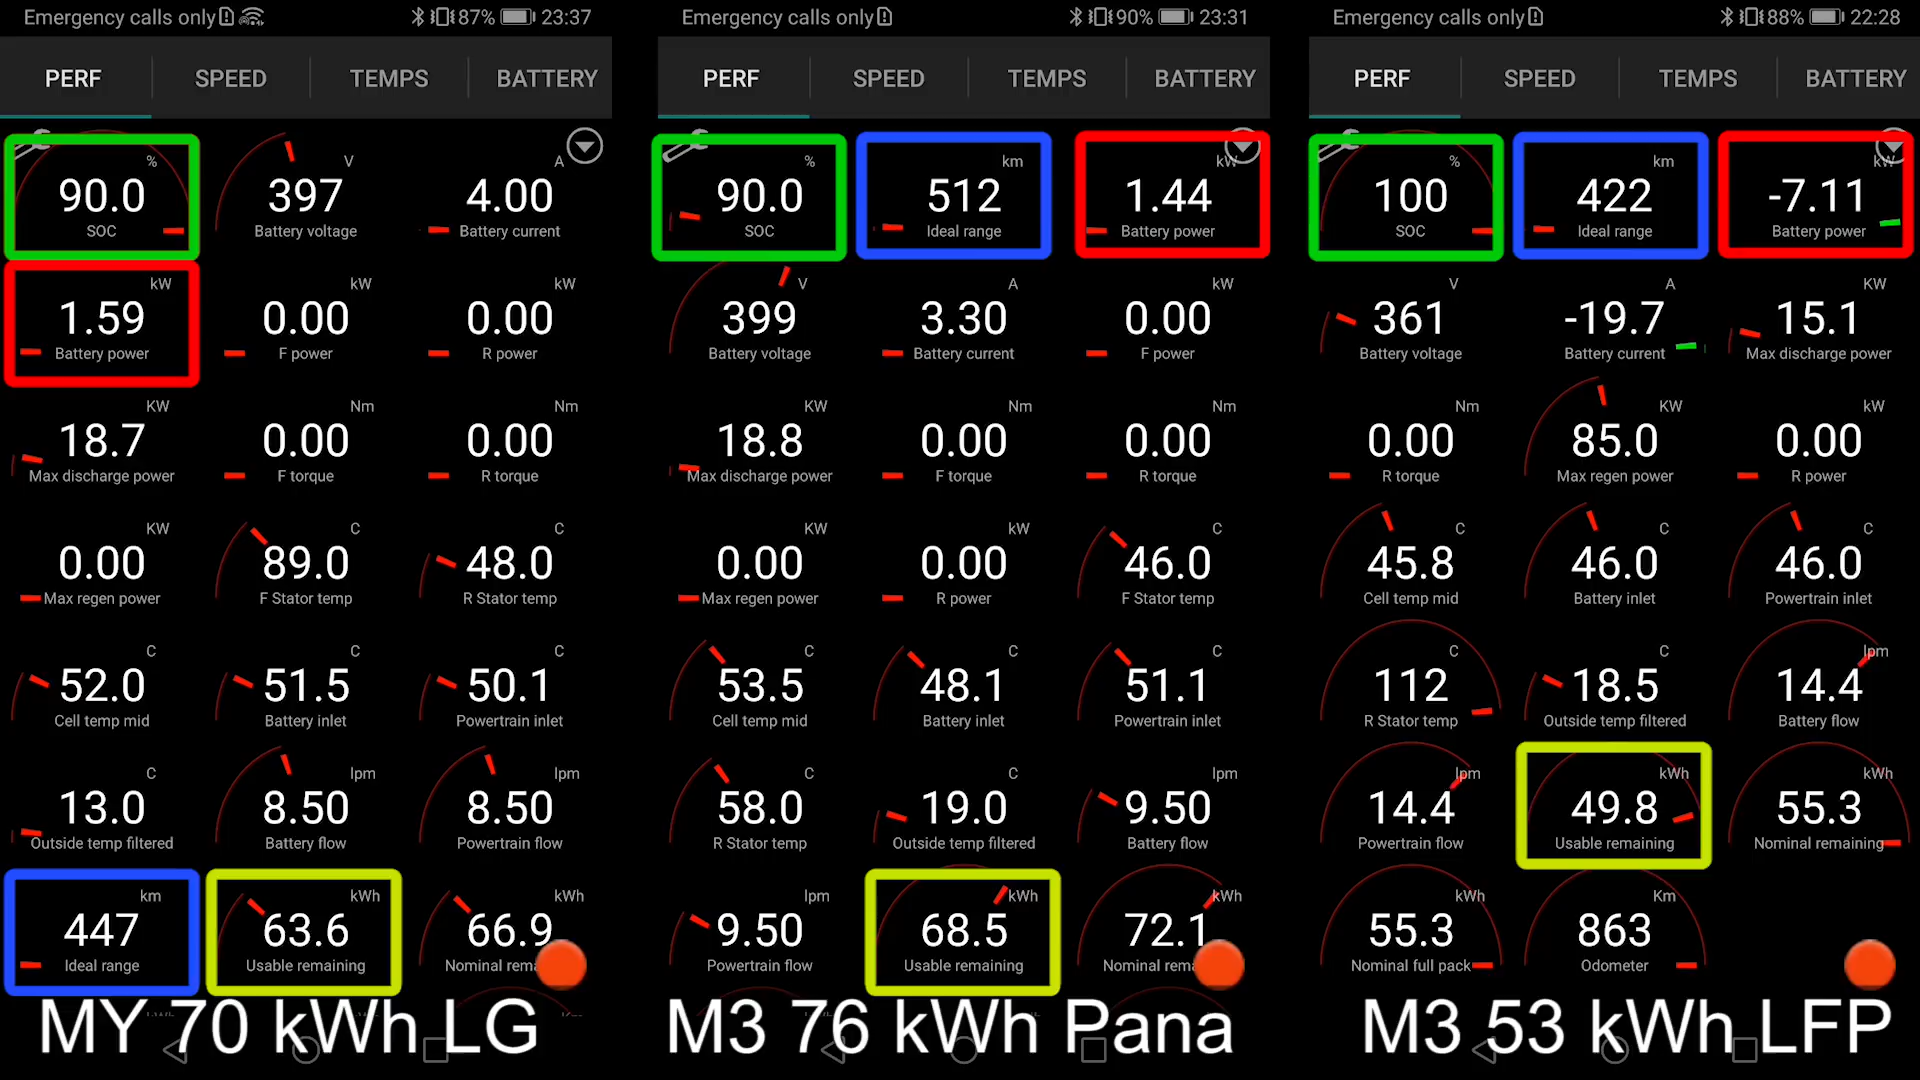 Emergency calls only 87% 23:37
PERF SPEED TEMPS BATTERY
% V A
90.0 397 4.00
SOC Battery voltage Battery current
kW kW kW
1.59 0.00 0.00
Battery power F power R power
KW Nm Nm
18.7 0.00 0.00
Max discharge power F torque R torque
KW C C
0.00 89.0 48.0
Max regen power F Stator temp R Stator temp
C C C
52.0 51.5 50.1
Cell temp mid Battery inlet Powertrain inlet
C lpm lpm
13.0 8.50 8.50
Outside temp filtered Battery flow Powertrain flow
km kWh kWh
447 63.6 66.9
Ideal range Usable remaining Nominal rema
MY 70 kWh LG
Emergency calls only 90% 23:31
PERF SPEED TEMPS BATTERY
% km kW
90.0 512 1.44
SOC Ideal range Battery power
V A kW
399 3.30 0.00
Battery voltage Battery current F power
KW Nm Nm
18.8 0.00 0.00
Max discharge power F torque R torque
KW kW C
0.00 0.00 46.0
Max regen power R power F Stator temp
C C C
53.5 48.1 51.1
Cell temp mid Battery inlet Powertrain inlet
C C lpm
58.0 19.0 9.50
R Stator temp Outside temp filtered Battery flow
lpm kWh kWh
9.50 68.5 72.1
Powertrain flow Usable remaining Nominal rema
M3 76 kWh Pana
Emergency calls only 88% 22:28
PERF SPEED TEMPS BATTERY
% km kW
100 422 -7.11
SOC Ideal range Battery power
V A KW
361 -19.7 15.1
Battery voltage Battery current Max discharge power
Nm KW kW
0.00 85.0 0.00
R torque Max regen power R power
C C C
45.8 46.0 46.0
Cell temp mid Battery inlet Powertrain inlet
C C lpm
112 18.5 14.4
R Stator temp Outside temp filtered Battery flow
lpm kWh kWh
14.4 49.8 55.3
Powertrain flow Usable remaining Nominal remaining
kWh Km
55.3 863
Nominal full pack Odometer
M3 53 kWh LFP